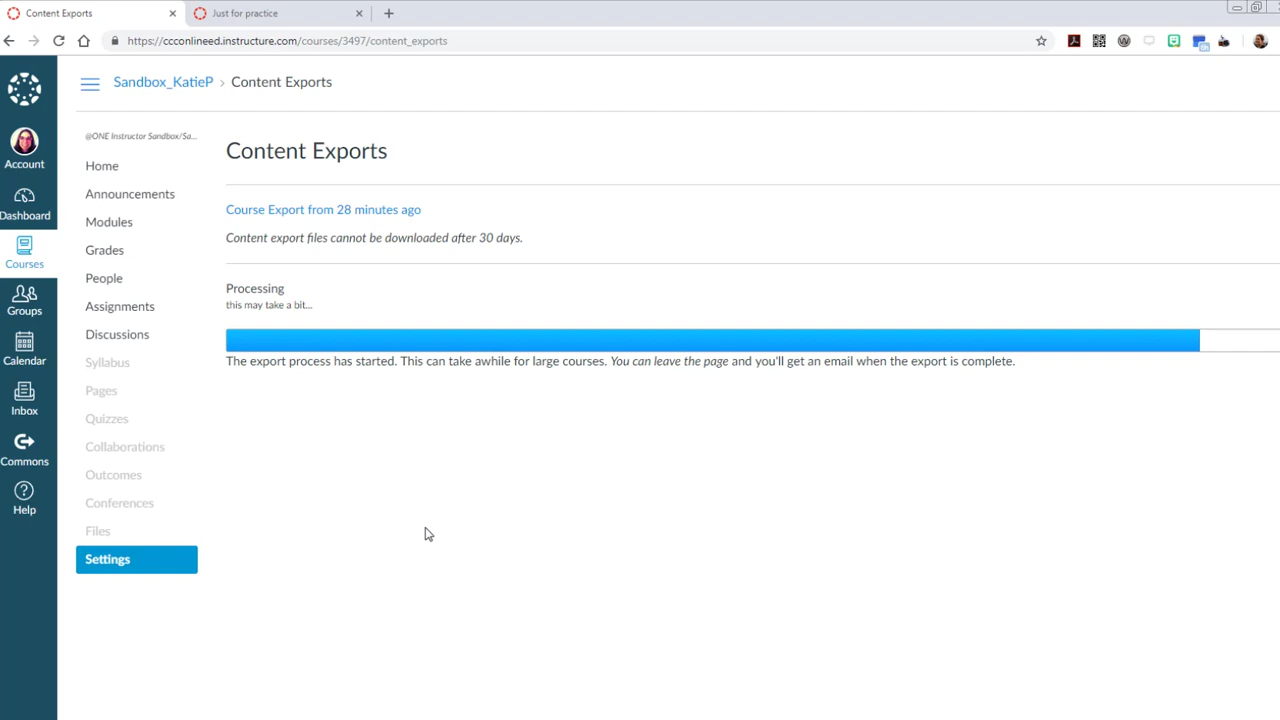 Content Exports
Just for practice
https://ccconlineed.instructure.com/courses/3497/content_exports
Sandbox_KatieP › Content Exports
@ONE Instructor Sandbox/Sa...
Account
Dashboard
Courses
Groups
Calendar
Inbox
Commons
Help
Home
Announcements
Modules
Grades
People
Assignments
Discussions
Syllabus
Pages
Quizzes
Collaborations
Outcomes
Conferences
Files
Settings
Content Exports
Course Export from 28 minutes ago
Content export files cannot be downloaded after 30 days.
Processing
this may take a bit...
The export process has started. This can take awhile for large courses. You can leave the page and you'll get an email when the export is complete.